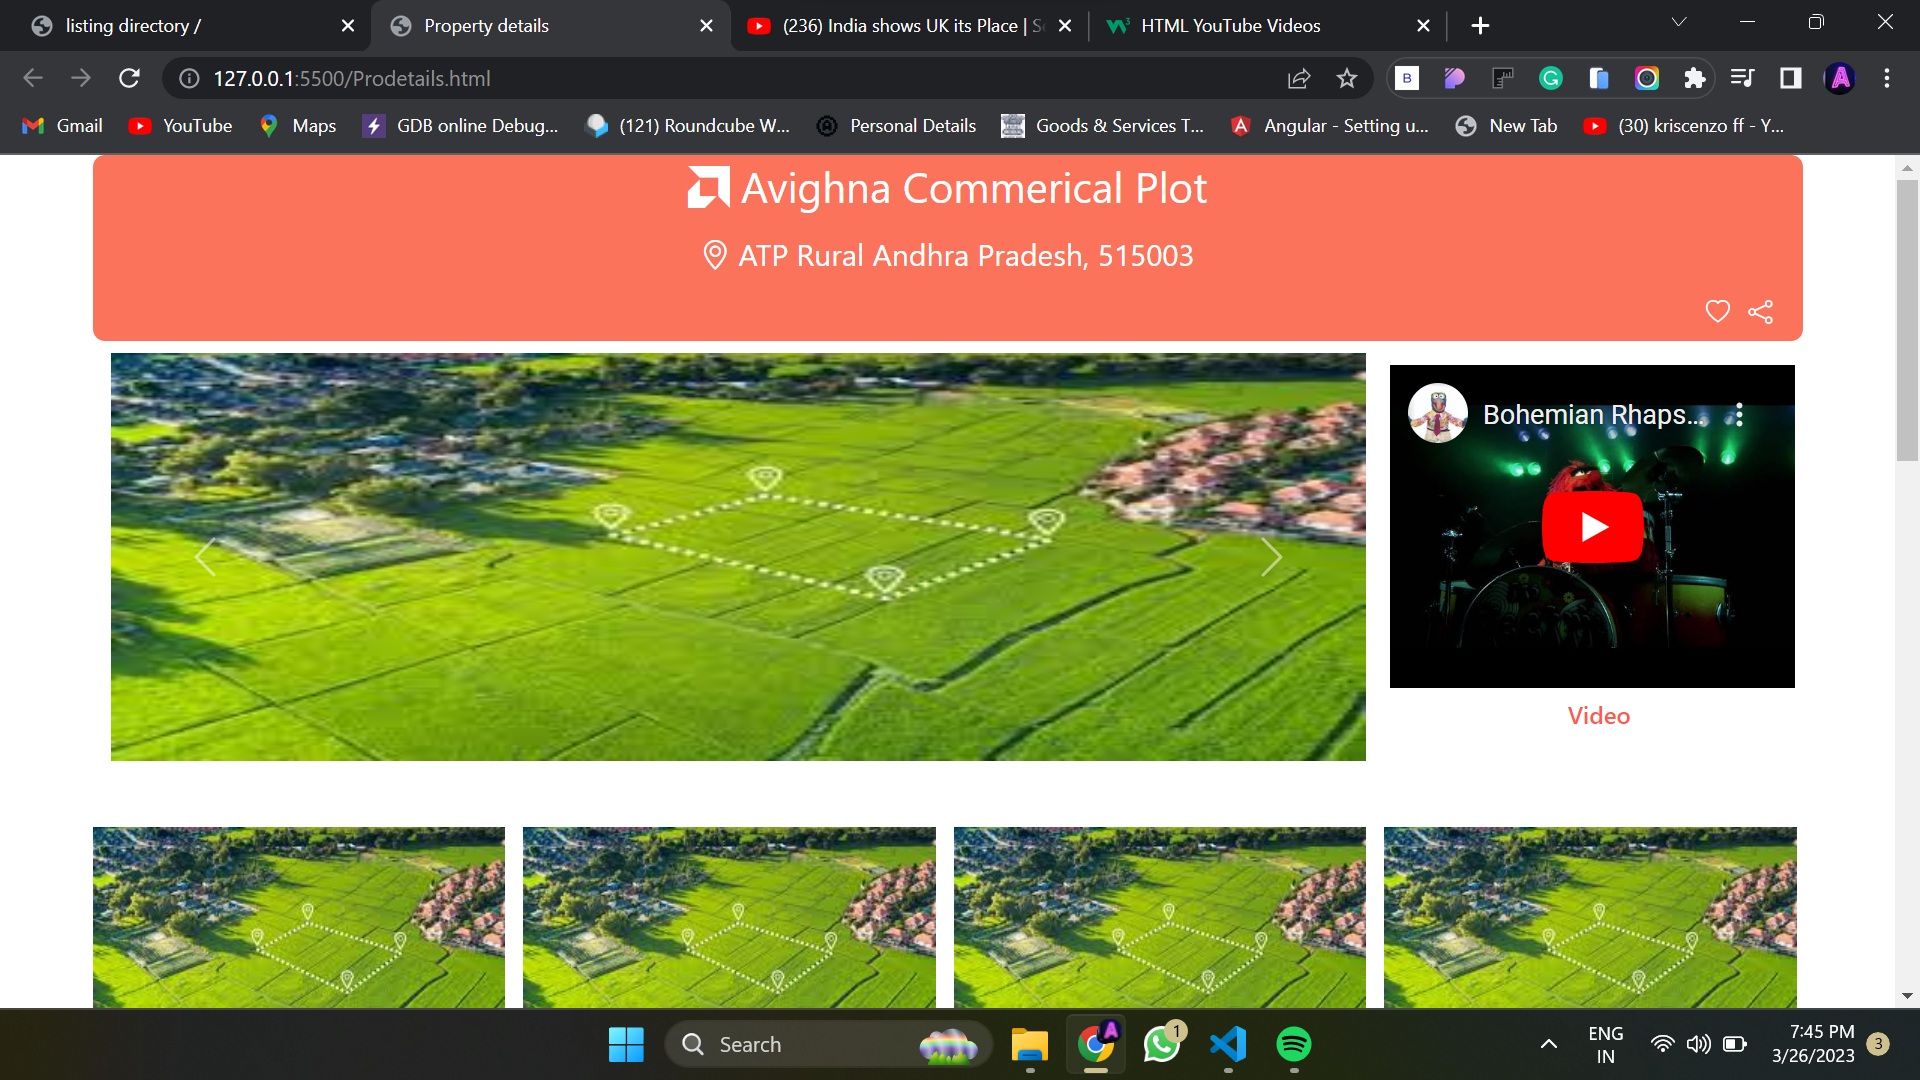 listing directory /
Property details
(236) India shows UK its Place | S
HTML YouTube Videos
127.0.0.1:5500/Prodetails.html
Gmail
YouTube
Maps
GDB online Debug...
(121) Roundcube W...
Personal Details
Goods & Services T...
Angular - Setting u...
New Tab
(30) kriscenzo ff - Y...
Avighna Commerical Plot
ATP Rural Andhra Pradesh, 515003
Bohemian Rhaps...
Video
Search
1
ENG
IN
7:45 PM
3/26/2023
3